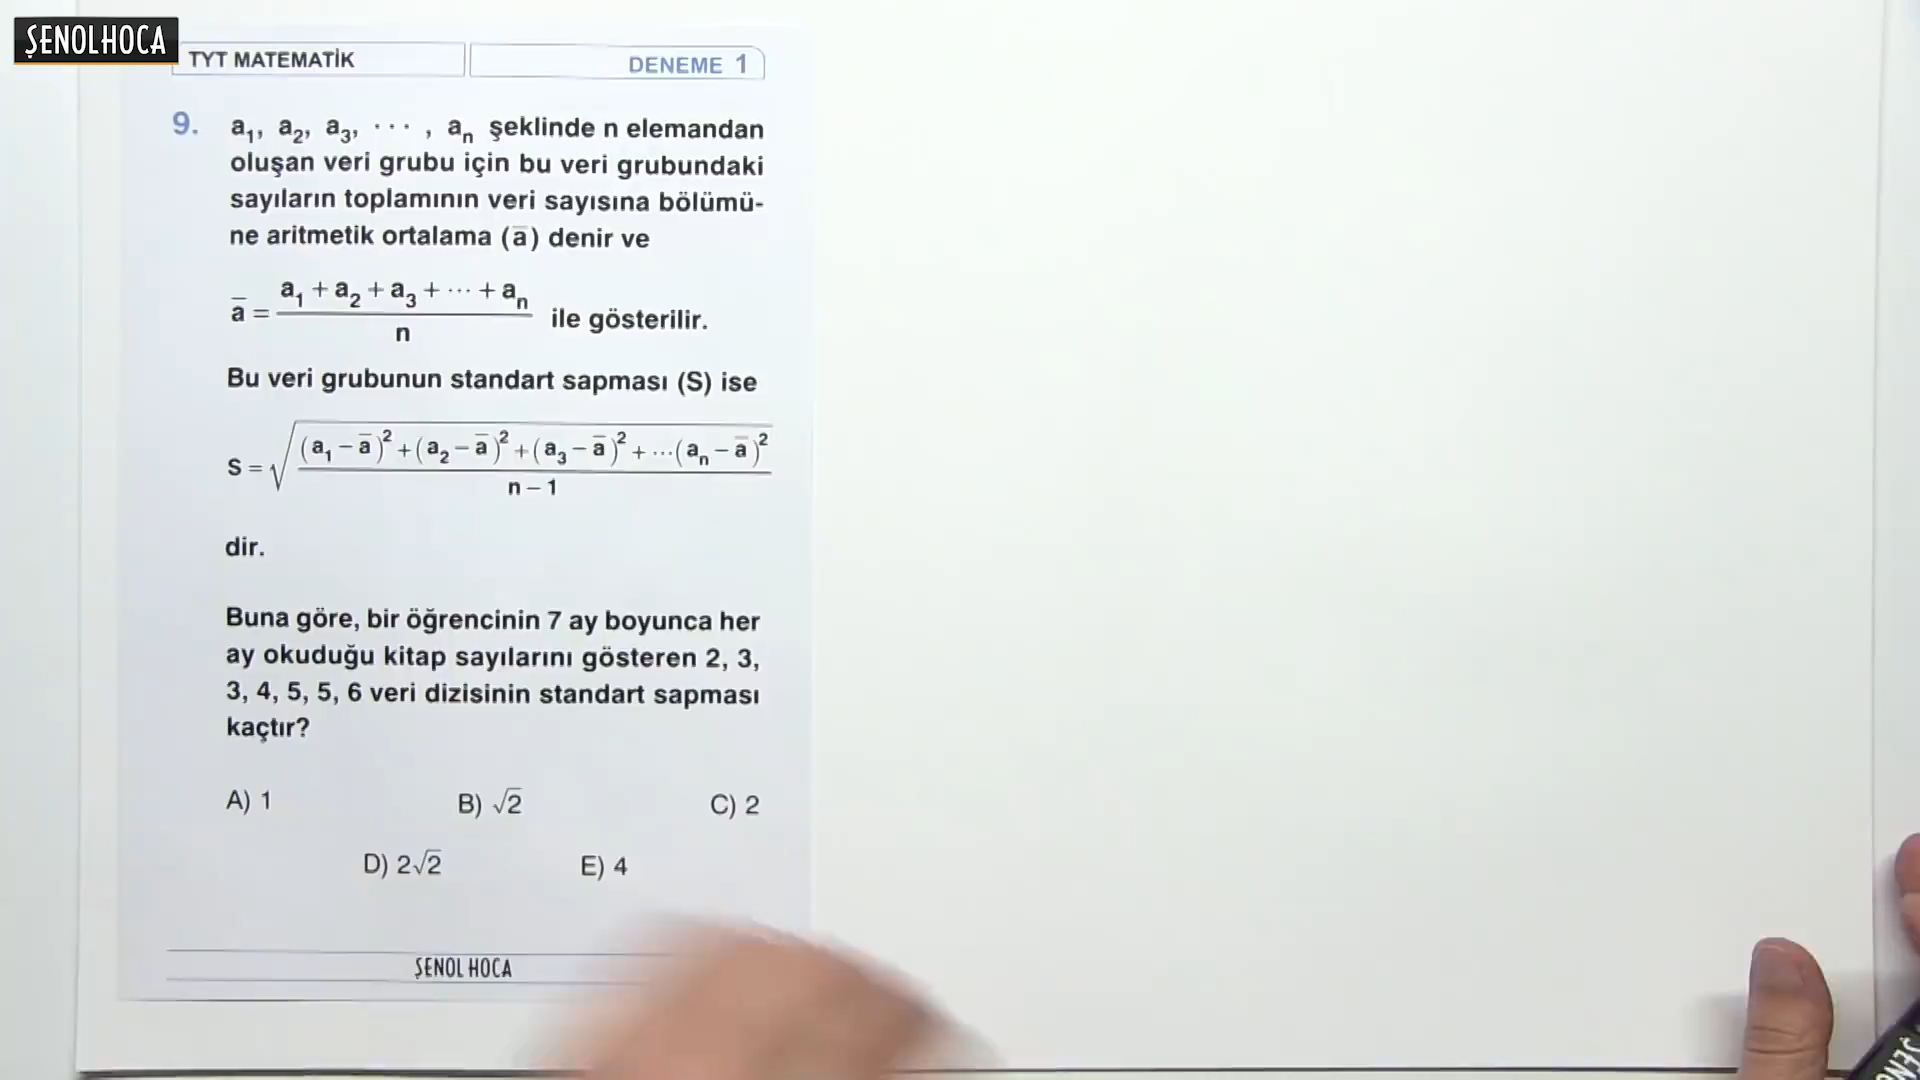 ŞENOLHOCA
TYT MATEMATİK
DENEME 1
9. a₁, a₂, a₃, ··· , aₙ şeklinde n elemandan
oluşan veri grubu için bu veri grubundaki
sayıların toplamının veri sayısına bölümü-
ne aritmetik ortalama (a̅) denir ve
a̅ = (a₁ + a₂ + a₃ + ··· + aₙ) / n ile gösterilir.
Bu veri grubunun standart sapması (S) ise
S = √(((a₁ − a̅)² + (a₂ − a̅)² + (a₃ − a̅)² + ···(aₙ − a̅)²) / (n − 1))
dir.
Buna göre, bir öğrencinin 7 ay boyunca her
ay okuduğu kitap sayılarını gösteren 2, 3,
3, 4, 5, 5, 6 veri dizisinin standart sapması
kaçtır?
A) 1 B) √2 C) 2
D) 2√2 E) 4
ŞENOL HOCA